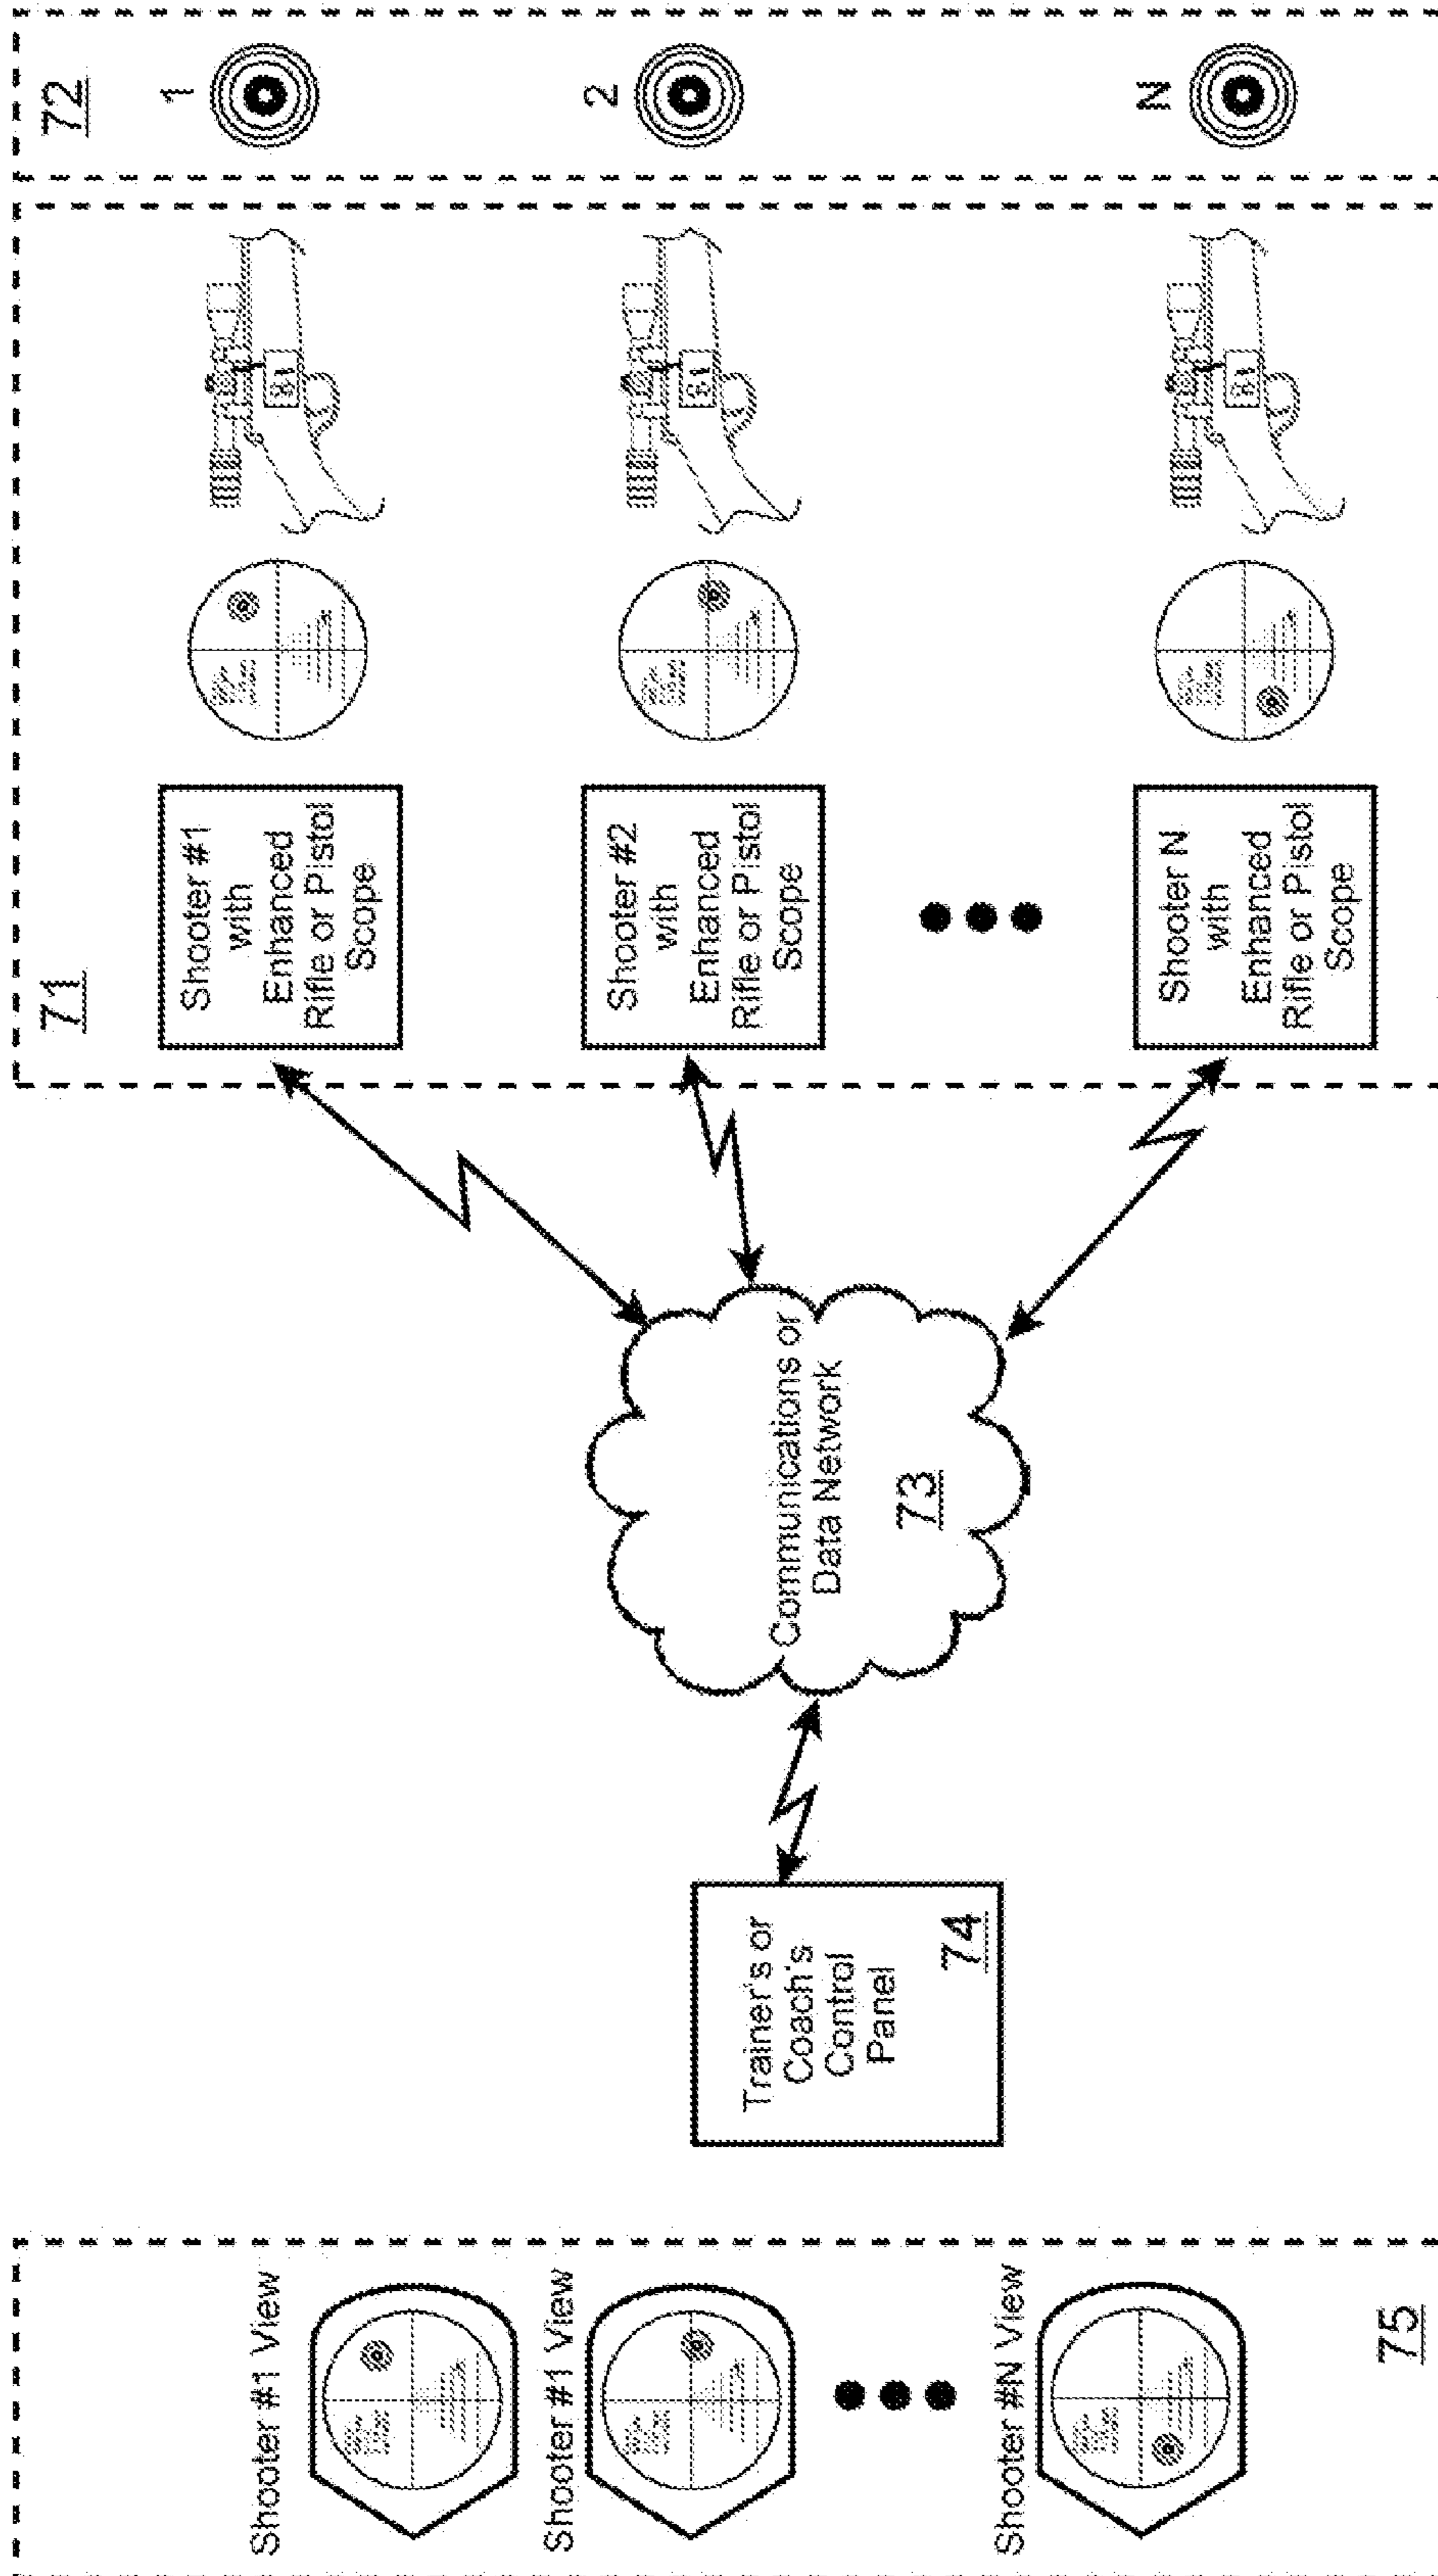 Shooter #1 View
Shooter #1 View
Shooter #N View
75
Trainer's or
Coach's
Control
Panel
74
Communications or
Data Network
73
71
Shooter #1
with
Enhanced
Rifle or Pistol
Scope
Shooter #2
with
Enhanced
Rifle or Pistol
Scope
Shooter N
with
Enhanced
Rifle or Pistol
Scope
72
1
2
N